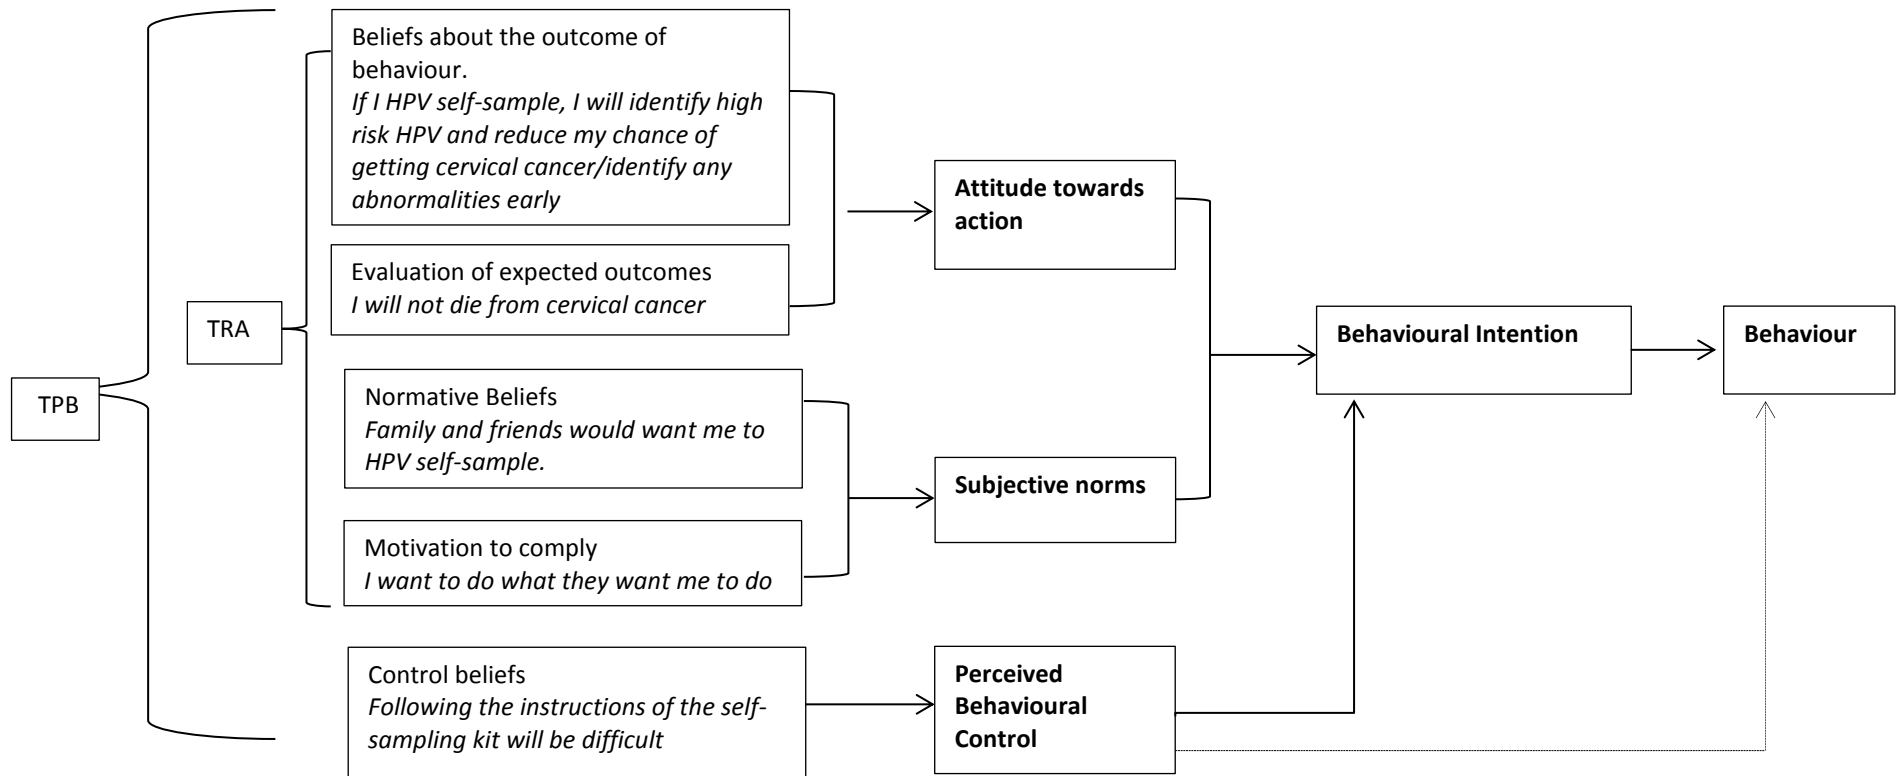 TPB
TRA
Beliefs about the outcome of
behaviour.
If I HPV self-sample, I will identify high
risk HPV and reduce my chance of
getting cervical cancer/identify any
abnormalities early
Evaluation of expected outcomes
I will not die from cervical cancer
Normative Beliefs
Family and friends would want me to
HPV self-sample.
Motivation to comply
I want to do what they want me to do
Control beliefs
Following the instructions of the self-
sampling kit will be difficult
Attitude towards
action
Subjective norms
Perceived
Behavioural
Control
Behavioural Intention
Behaviour